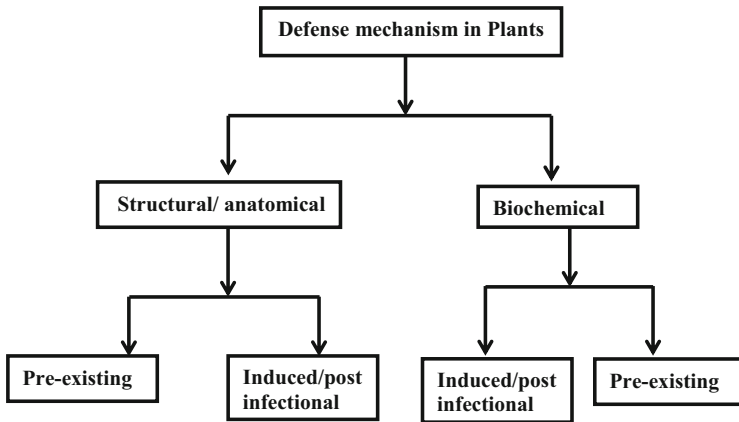 Defense mechanism in Plants
Structural/ anatomical
Biochemical
Pre-existing
Induced/post
infectional
Induced/post
infectional
Pre-existing